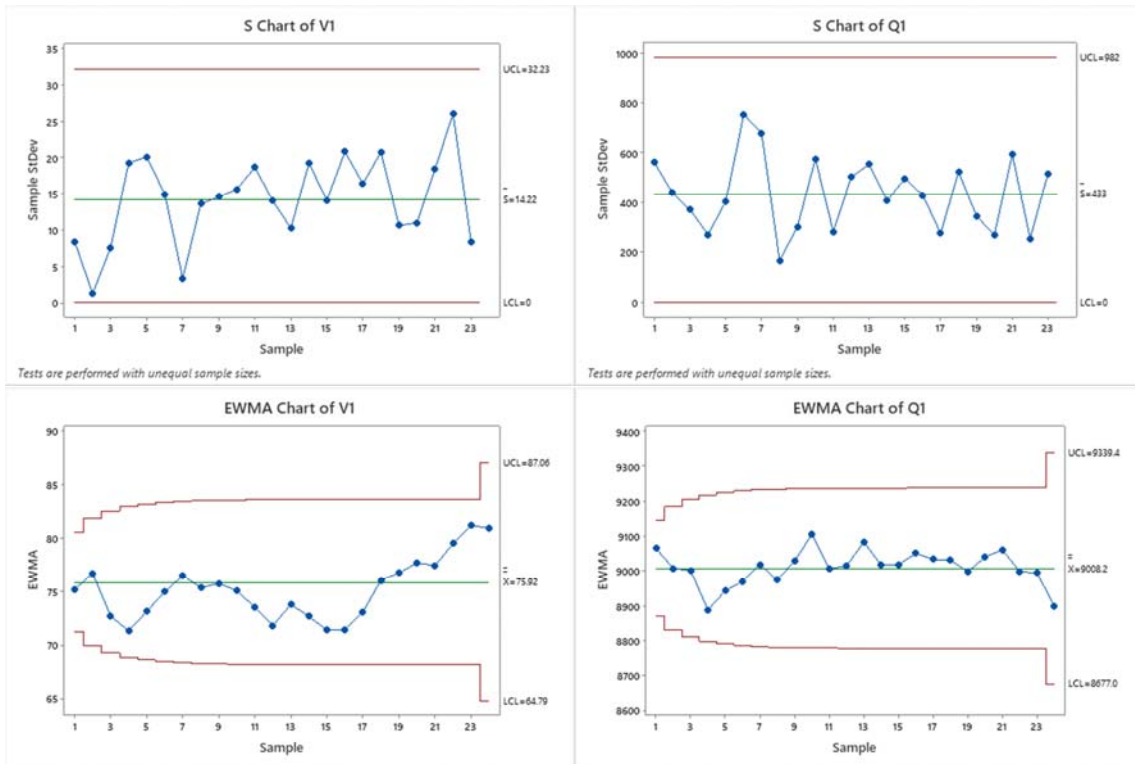 S Chart of V1
35
30
25
20
15
10
5
0
Sample StDev
UCL=32.23
S̄=14.22
LCL=0
1 3 5 7 9 11 13 15 17 19 21 23
Sample
Tests are performed with unequal sample sizes.
S Chart of Q1
1000
800
600
400
200
0
Sample StDev
UCL=982
S̄=433
LCL=0
1 3 5 7 9 11 13 15 17 19 21 23
Sample
Tests are performed with unequal sample sizes.
EWMA Chart of V1
90
85
80
75
70
65
EWMA
UCL=87.06
X̿=75.92
LCL=64.79
1 3 5 7 9 11 13 15 17 19 21 23
Sample
EWMA Chart of Q1
9400
9300
9200
9100
9000
8900
8800
8700
8600
EWMA
UCL=9339.4
X̿=9008.2
LCL=8677.0
1 3 5 7 9 11 13 15 17 19 21 23
Sample